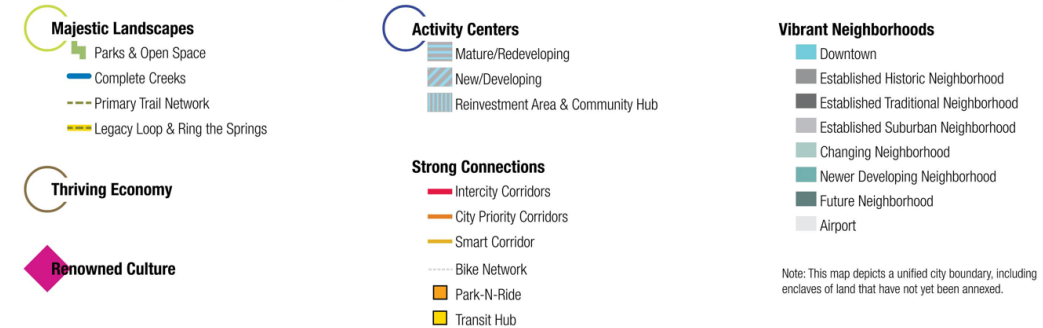 Majestic Landscapes
Parks & Open Space
Complete Creeks
Primary Trail Network
Legacy Loop & Ring the Springs
Thriving Economy
Renowned Culture
Activity Centers
Mature/Redeveloping
New/Developing
Reinvestment Area & Community Hub
Strong Connections
Intercity Corridors
City Priority Corridors
Smart Corridor
Bike Network
Park-N-Ride
Transit Hub
Vibrant Neighborhoods
Downtown
Established Historic Neighborhood
Established Traditional Neighborhood
Established Suburban Neighborhood
Changing Neighborhood
Newer Developing Neighborhood
Future Neighborhood
Airport
Note: This map depicts a unified city boundary, including
enclaves of land that have not yet been annexed.